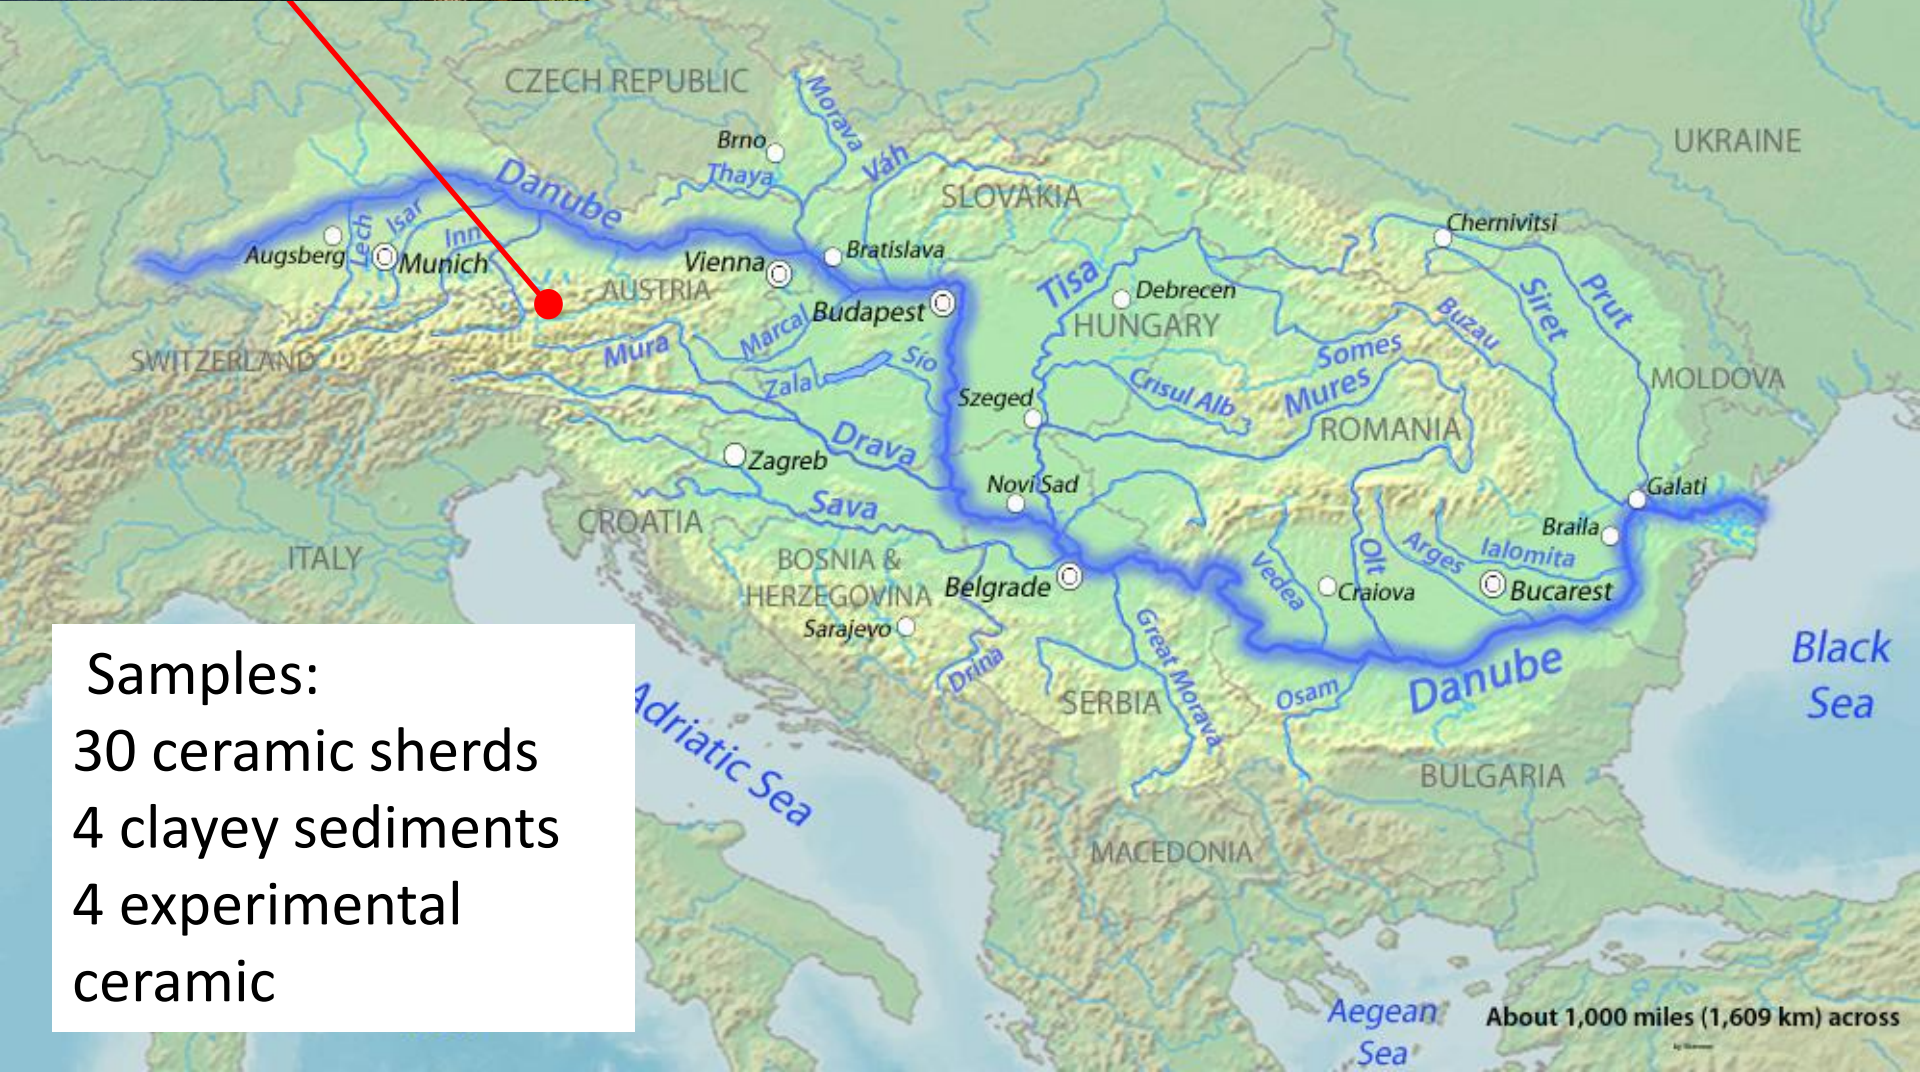 CZECH REPUBLIC
Morava
UKRAINE
Brno
Thaya
Váh
SLOVAKIA
Danube
Chernivitsi
Lech
Isar
Inn
Augsberg
Munich
Vienna
Bratislava
AUSTRIA
Tisa
Debrecen
Siret
Prut
Budapest
HUNGARY
Buzau
Marcal
Mura
Somes
SWITZERLAND
Sio
Zala
Mures
MOLDOVA
Crisul Alb
Szeged
ROMANIA
Drava
Zagreb
Novi Sad
Galati
Sava
CROATIA
Braila
ITALY
BOSNIA &
HERZEGOVINA
Olt
Arges
Ialomita
Vedea
Belgrade
Craiova
Bucarest
Sarajevo
Great Morava
Drina
Black
Sea
Danube
Osam
SERBIA
Adriatic Sea
BULGARIA
MACEDONIA
Samples:
30 ceramic sherds
4 clayey sediments
4 experimental
ceramic
Aegean
Sea
About 1,000 miles (1,609 km) across